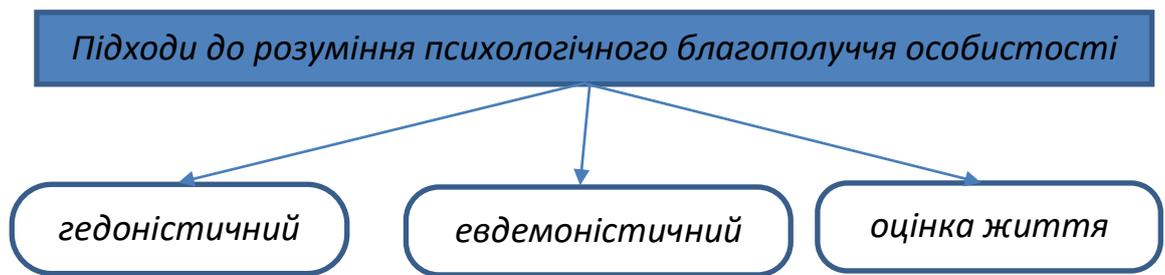 Підходи до розуміння психологічного благополуччя особистості
гедоністичний
евдемоністичний
оцінка життя